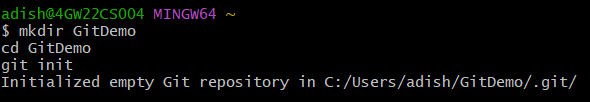 adish@4GW22CS004 MINGW64 ~
$ mkdir GitDemo
cd GitDemo
git init
Initialized empty Git repository in C:/Users/adish/GitDemo/.git/